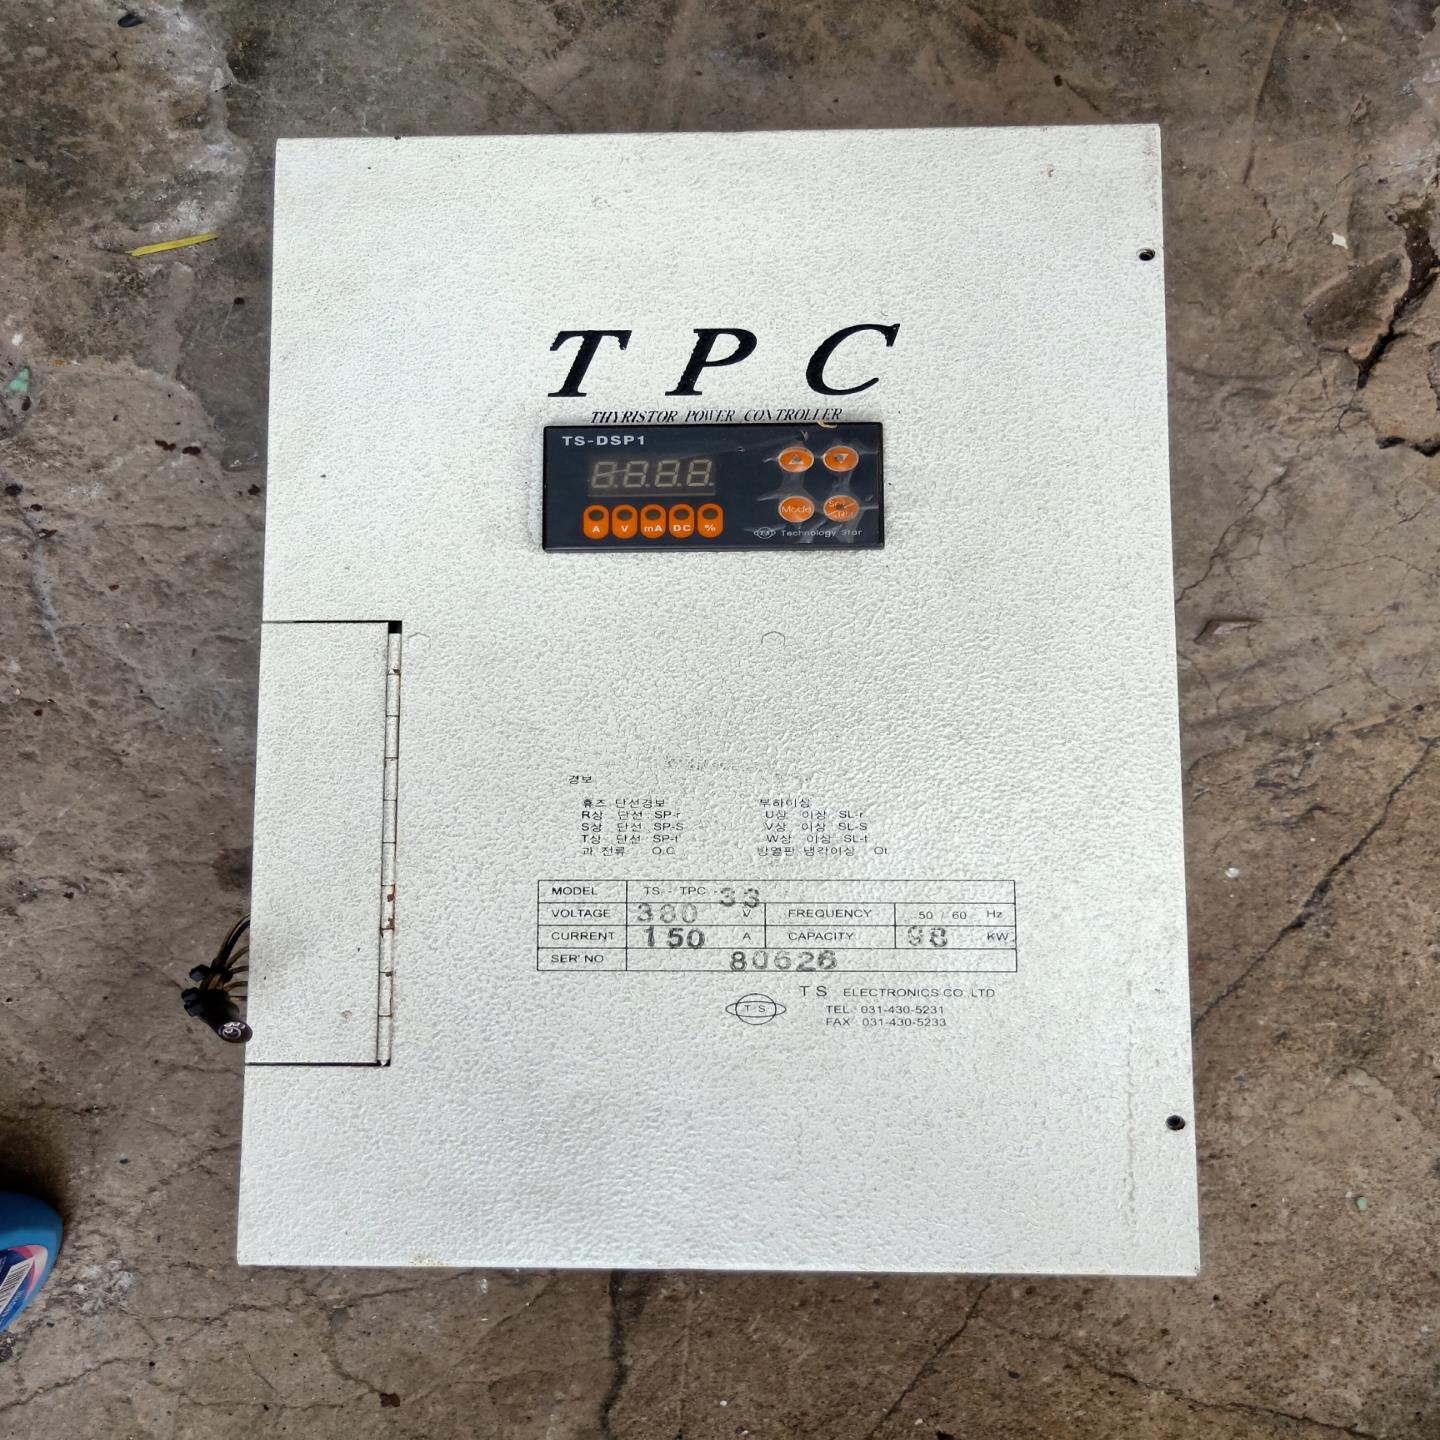 T P C
THYRISTOR POWER CONTROLLER
TS-DSP1
8.8.8.8.
A V mA DC %
Mode
TST Technology Star
경보
휴즈 단선경보 부하이상
R상 단선 SP-r U상 이상 SL-r
S상 단선 SP-S V상 이상 SL-S
T상 단선 SP-t W상 이상 SL-t
과 전류 O.C 방열판 냉각이상 Ot
MODEL TS - TPC - 33
VOLTAGE 380 V FREQUENCY 50 / 60 Hz
CURRENT 150 A CAPACITY 98 KW
SER' NO 80626
T·S
T S ELECTRONICS CO.,LTD
TEL : 031-430-5231
FAX : 031-430-5233